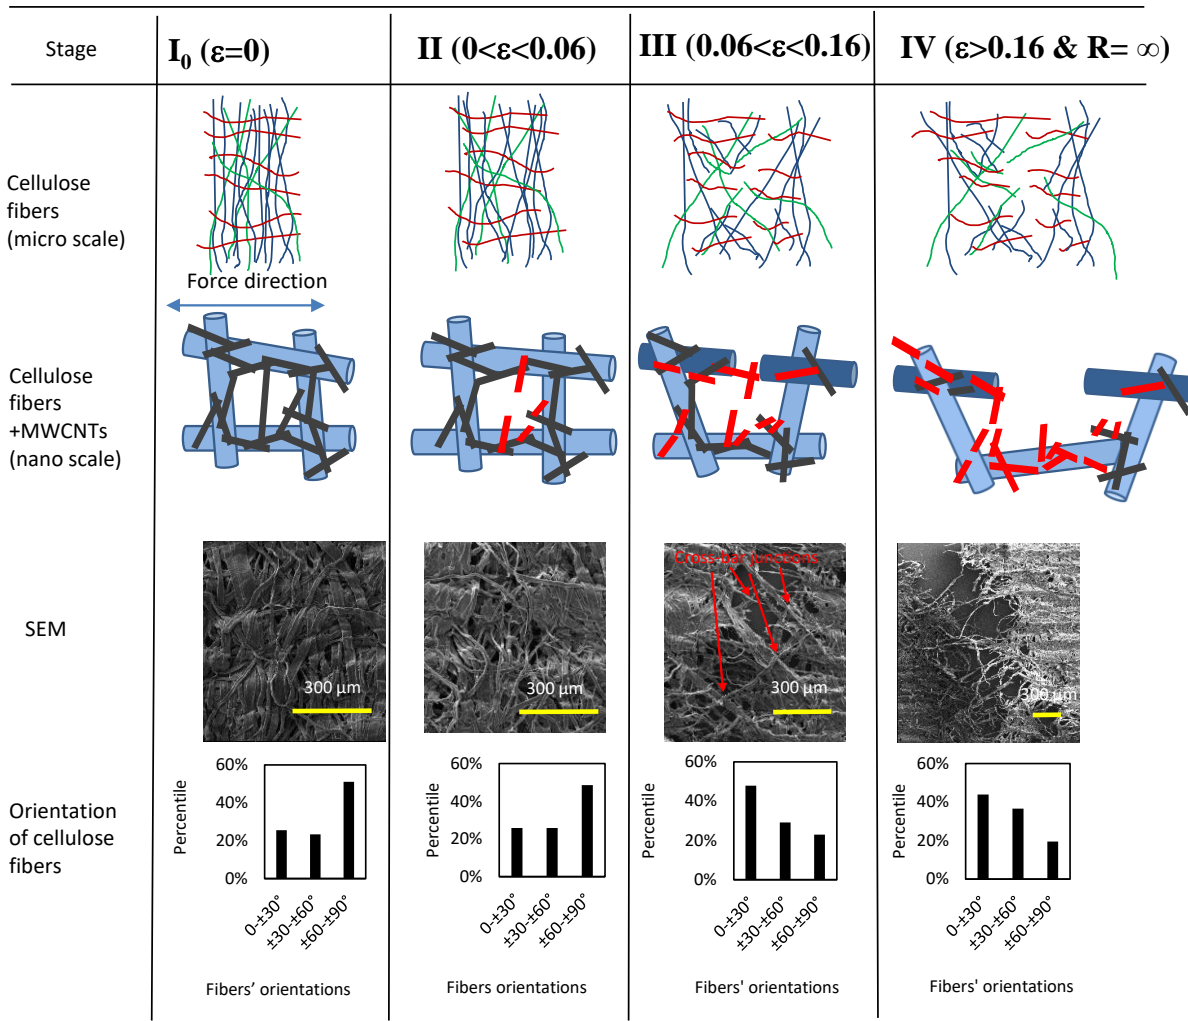 Stage
I₀ (ε=0)
II (0<ε<0.06)
III (0.06<ε<0.16)
IV (ε>0.16 & R= ∞)
Cellulose
fibers
(micro scale)
Force direction
Cellulose
fibers
+MWCNTs
(nano scale)
SEM
300 µm
300 µm
Cross-bar junctions
300 µm
300 µm
Orientation
of cellulose
fibers
Percentile
60%
40%
20%
0%
0-±30°
±30-±60°
±60-±90°
Fibers’ orientations
Percentile
60%
40%
20%
0%
0-±30°
±30-±60°
±60-±90°
Fibers orientations
Percentile
60%
40%
20%
0%
0-±30°
±30-±60°
±60-±90°
Fibers' orientations
Percentile
60%
40%
20%
0%
0-±30°
±30-±60°
±60-±90°
Fibers' orientations